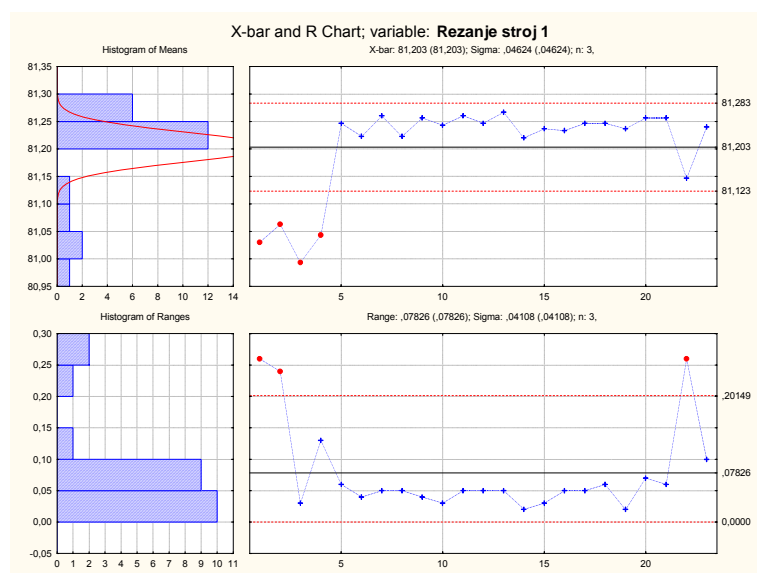 X-bar and R Chart; variable: Rezanje stroj 1
Histogram of Means
X-bar: 81,203 (81,203); Sigma: ,04624 (,04624); n: 3,
81,35
81,30
81,25
81,20
81,15
81,10
81,05
81,00
80,95
0 2 4 6 8 10 12 14
5 10 15 20
81,283
81,203
81,123
Histogram of Ranges
Range: ,07826 (,07826); Sigma: ,04108 (,04108); n: 3,
0,30
0,25
0,20
0,15
0,10
0,05
0,00
-0,05
0 1 2 3 4 5 6 7 8 9 10 11
5 10 15 20
,20149
,07826
0,0000